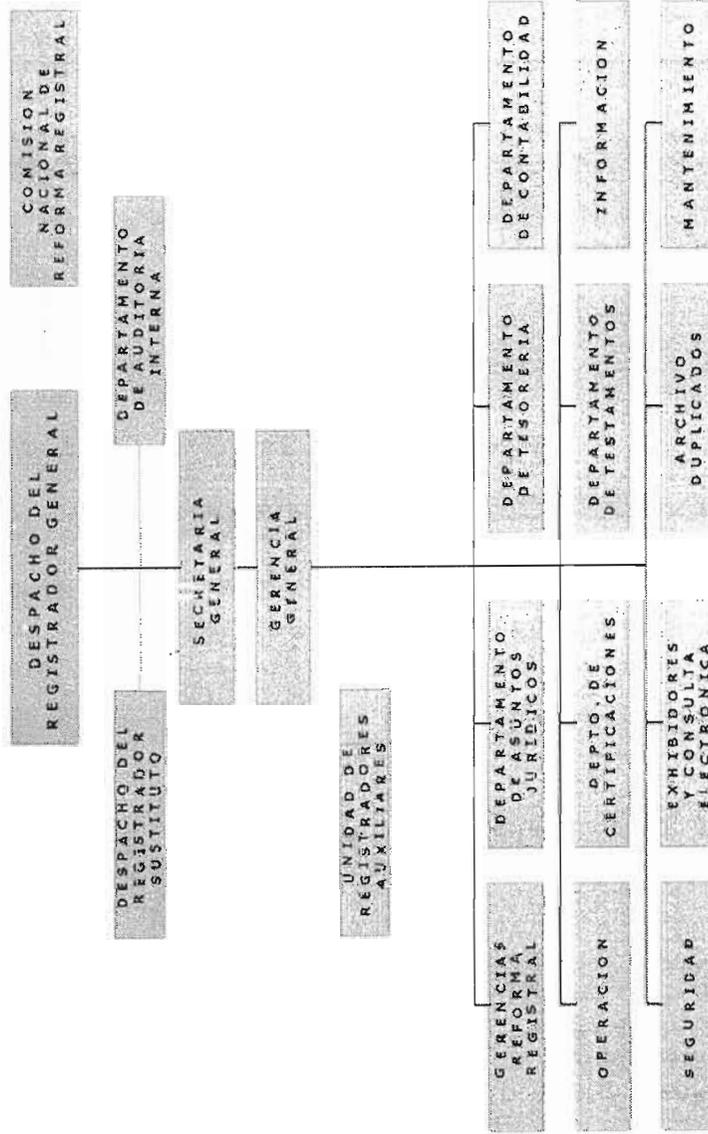 DESPACHO DEL
REGISTRADOR GENERAL
COMISION
NACIONAL DE
REFORMA REGISTRAL
DESPACHO DEL
REGISTRADOR
SUSTITUTO
DEPARTAMENTO
DE AUDITORIA
INTERNA
SECRETARIA
GENERAL
GERENCIA
GENERAL
UNIDAD DE
REGISTRADORES
AUXILIARES
GERENCIAS
REFORMA
REGISTRAL
DEPARTAMENTO
DE ASUNTOS
JURIDICOS
DEPARTAMENTO
DE TESORERIA
DEPARTAMENTO
DE CONTABILIDAD
OPERACION
DEPTO. DE
CERTIFICACIONES
DEPARTAMENTO
DE TESTAMENTOS
INFORMACION
SEGURIDAD
EXHIBIDORES
Y CONSULTA
ELECTRONICA
ARCHIVO
DUPLICADOS
MANTENIMIENTO